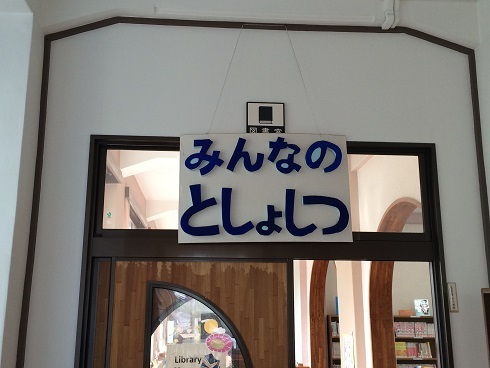 図書室
みんなの
としょしつ
Library